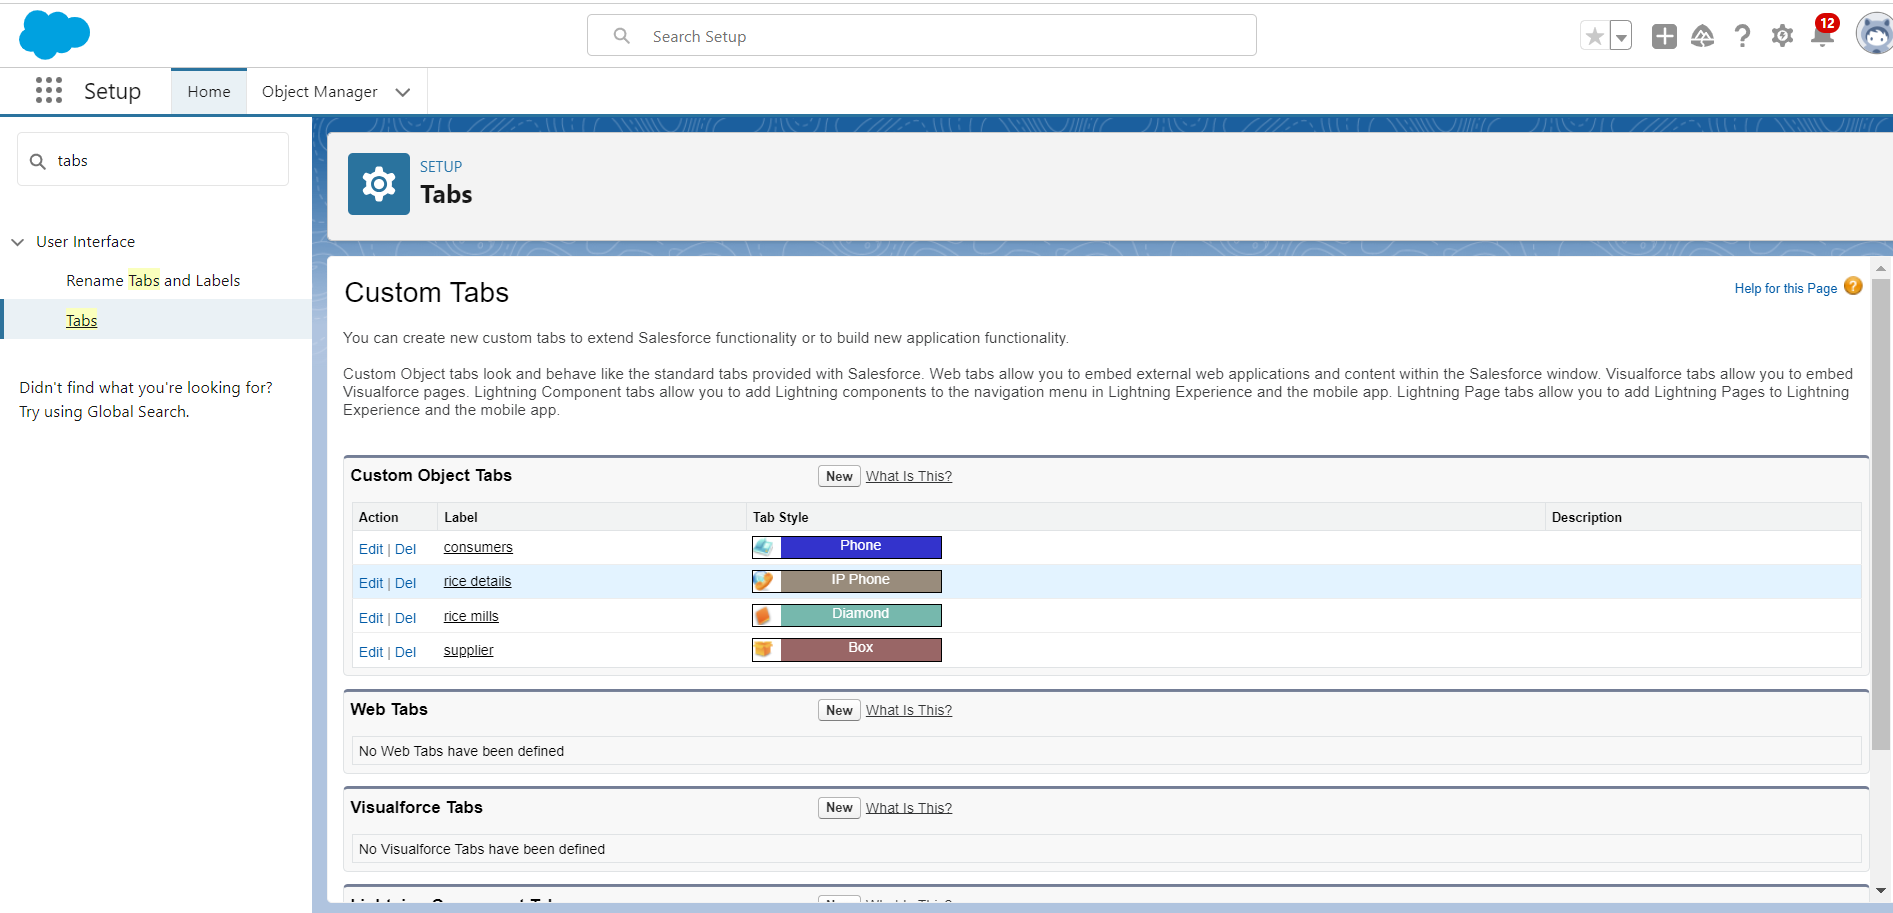 Search Setup
12
Setup
Home
Object Manager
tabs
User Interface
Rename Tabs and Labels
Tabs
Didn't find what you're looking for?
Try using Global Search.
SETUP
Tabs
Custom Tabs
Help for this Page
You can create new custom tabs to extend Salesforce functionality or to build new application functionality.
Custom Object tabs look and behave like the standard tabs provided with Salesforce. Web tabs allow you to embed external web applications and content within the Salesforce window. Visualforce tabs allow you to embed
Visualforce pages. Lightning Component tabs allow you to add Lightning components to the navigation menu in Lightning Experience and the mobile app. Lightning Page tabs allow you to add Lightning Pages to Lightning
Experience and the mobile app.
Custom Object Tabs New What Is This?
Action Label Tab Style Description
Edit | Del consumers Phone
Edit | Del rice details IP Phone
Edit | Del rice mills Diamond
Edit | Del supplier Box
Web Tabs New What Is This?
No Web Tabs have been defined
Visualforce Tabs New What Is This?
No Visualforce Tabs have been defined